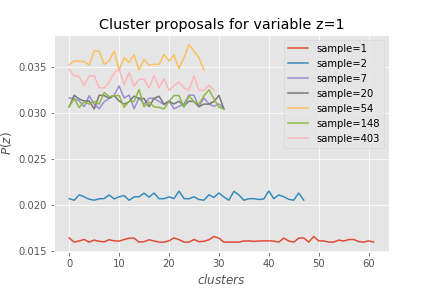 Cluster proposals for variable z=1
P(z)
0.035
0.030
0.025
0.020
0.015
sample=1
sample=2
sample=7
sample=20
sample=54
sample=148
sample=403
0 10 20 30 40 50 60
clusters